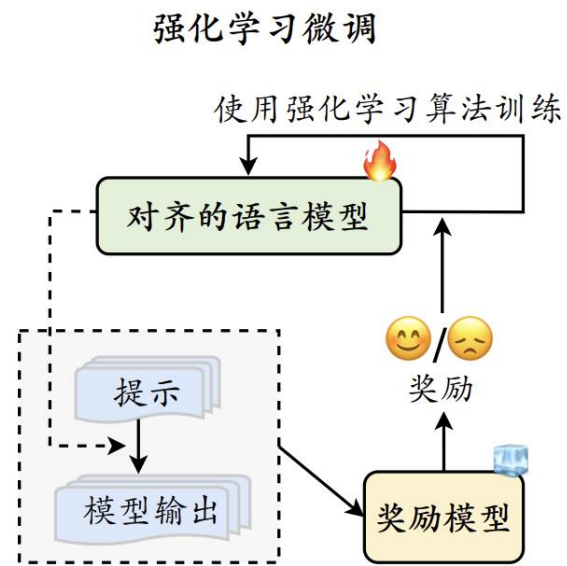 强化学习微调
使用强化学习算法训练
对齐的语言模型
提示
模型输出
/
奖励
奖励模型